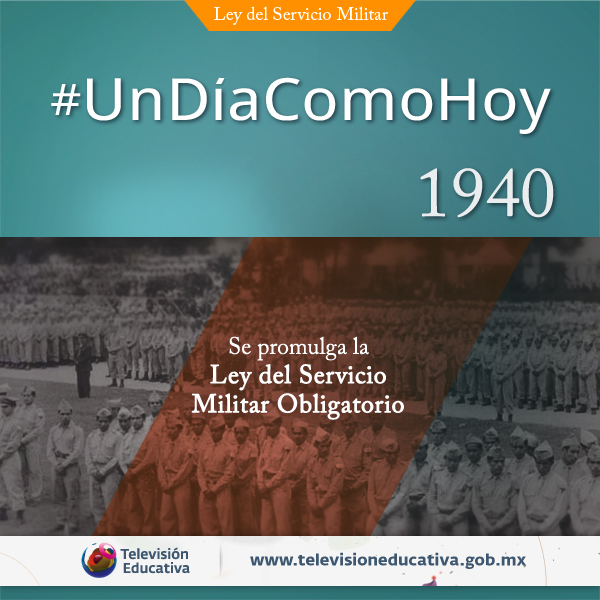 Ley del Servicio Militar
#UnDíaComoHoy
1940
Se promulga la
Ley del Servicio
Militar Obligatorio
Televisión
Educativa
www.televisioneducativa.gob.mx